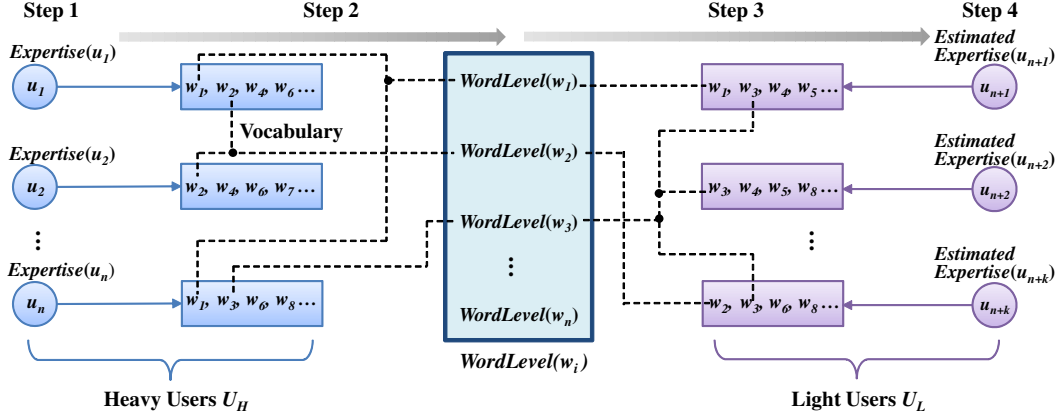 Step 1 Step 2 Step 3 Step 4
Expertise(u1)
u1
w1, w2, w4, w6 ...
WordLevel(w1)
w1, w3, w4, w5 ...
Estimated
Expertise(un+1)
un+1
Vocabulary
Expertise(u2)
u2
w2, w4, w6, w7 ...
WordLevel(w2)
w3, w4, w5, w8 ...
Estimated
Expertise(un+2)
un+2
⋮
WordLevel(w3)
⋮
Expertise(un)
un
w1, w3, w6, w8 ...
⋮
WordLevel(wn)
w2, w3, w6, w8 ...
Estimated
Expertise(un+k)
un+k
WordLevel(wi)
Heavy Users UH
Light Users UL